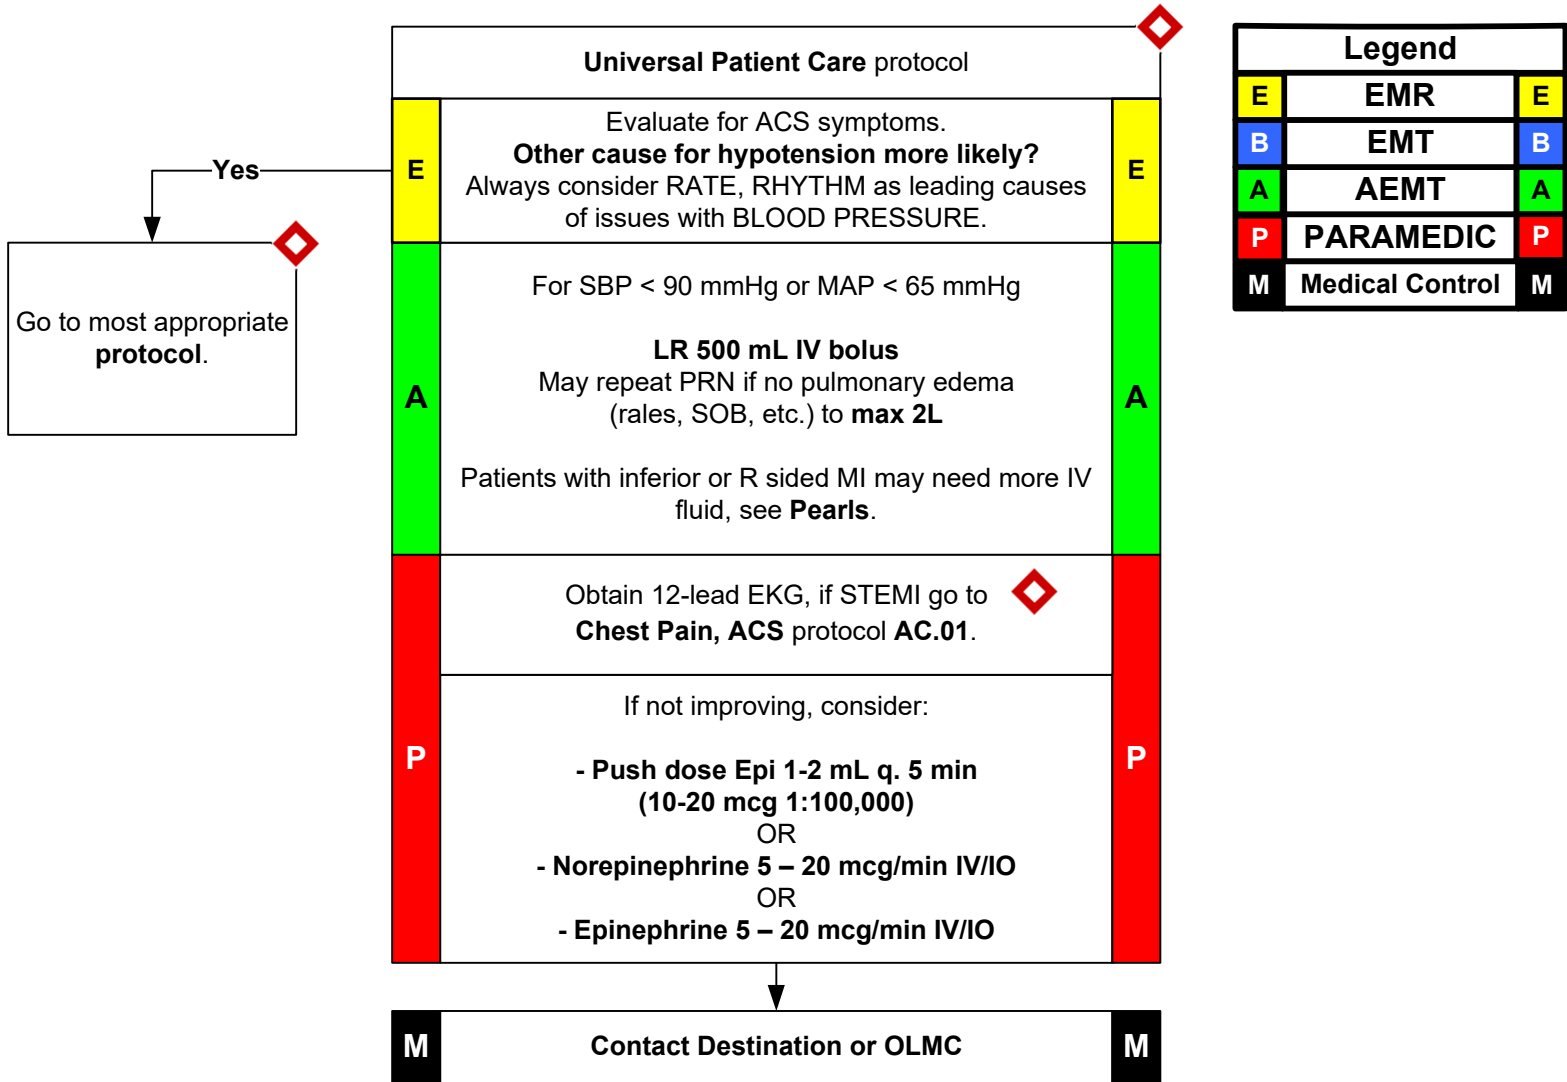 Universal Patient Care protocol
E
Evaluate for ACS symptoms.
Other cause for hypotension more likely?
Always consider RATE, RHYTHM as leading causes
of issues with BLOOD PRESSURE.
E
Yes
Go to most appropriate
protocol.
A
For SBP < 90 mmHg or MAP < 65 mmHg
LR 500 mL IV bolus
May repeat PRN if no pulmonary edema
(rales, SOB, etc.) to max 2L
Patients with inferior or R sided MI may need more IV
fluid, see Pearls.
A
P
Obtain 12-lead EKG, if STEMI go to
Chest Pain, ACS protocol AC.01.
If not improving, consider:
- Push dose Epi 1-2 mL q. 5 min
(10-20 mcg 1:100,000)
OR
- Norepinephrine 5 – 20 mcg/min IV/IO
OR
- Epinephrine 5 – 20 mcg/min IV/IO
P
M Contact Destination or OLMC M
Legend
E EMR E
B EMT B
A AEMT A
P PARAMEDIC P
M Medical Control M